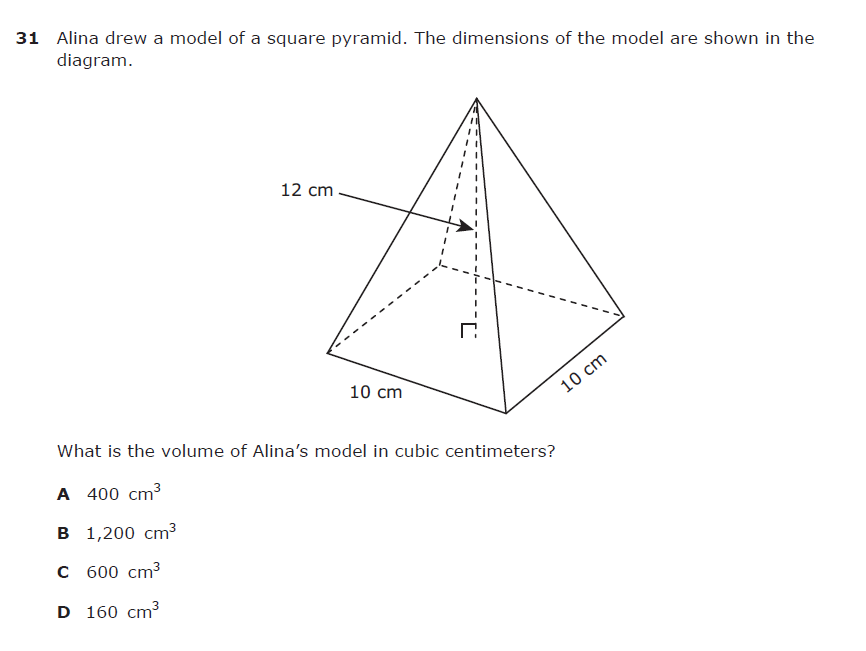 31 Alina drew a model of a square pyramid. The dimensions of the model are shown in the
diagram.
12 cm
10 cm
10 cm
What is the volume of Alina’s model in cubic centimeters?
A 400 cm³
B 1,200 cm³
C 600 cm³
D 160 cm³